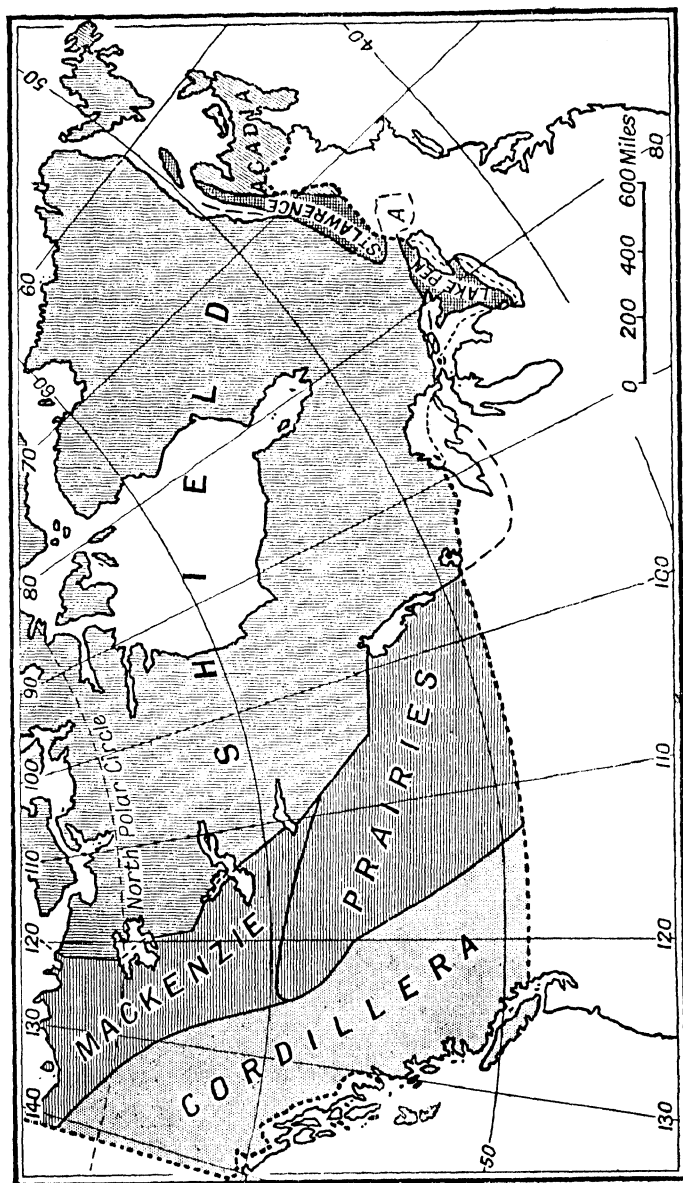 140
130
120
110
100
90
80
70
60
60
50
40
North Polar Circle
MACKENZIE
CORDILLERA
PRAIRIES
SHIELD
ACADIA
ST LAWRENCE
A
LAKE PEN.
0 200 400 600 Miles
50
130
120
110
100
80